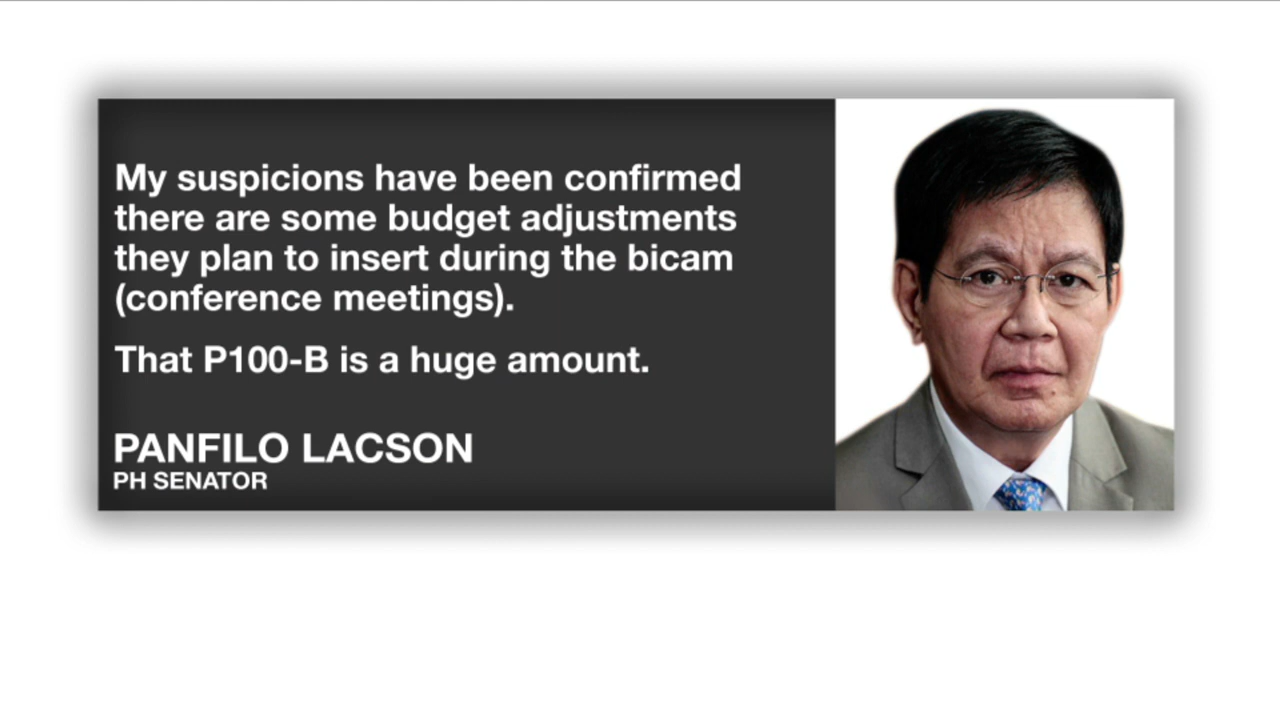 My suspicions have been confirmed
there are some budget adjustments
they plan to insert during the bicam
(conference meetings).
That P100-B is a huge amount.
PANFILO LACSON
PH SENATOR